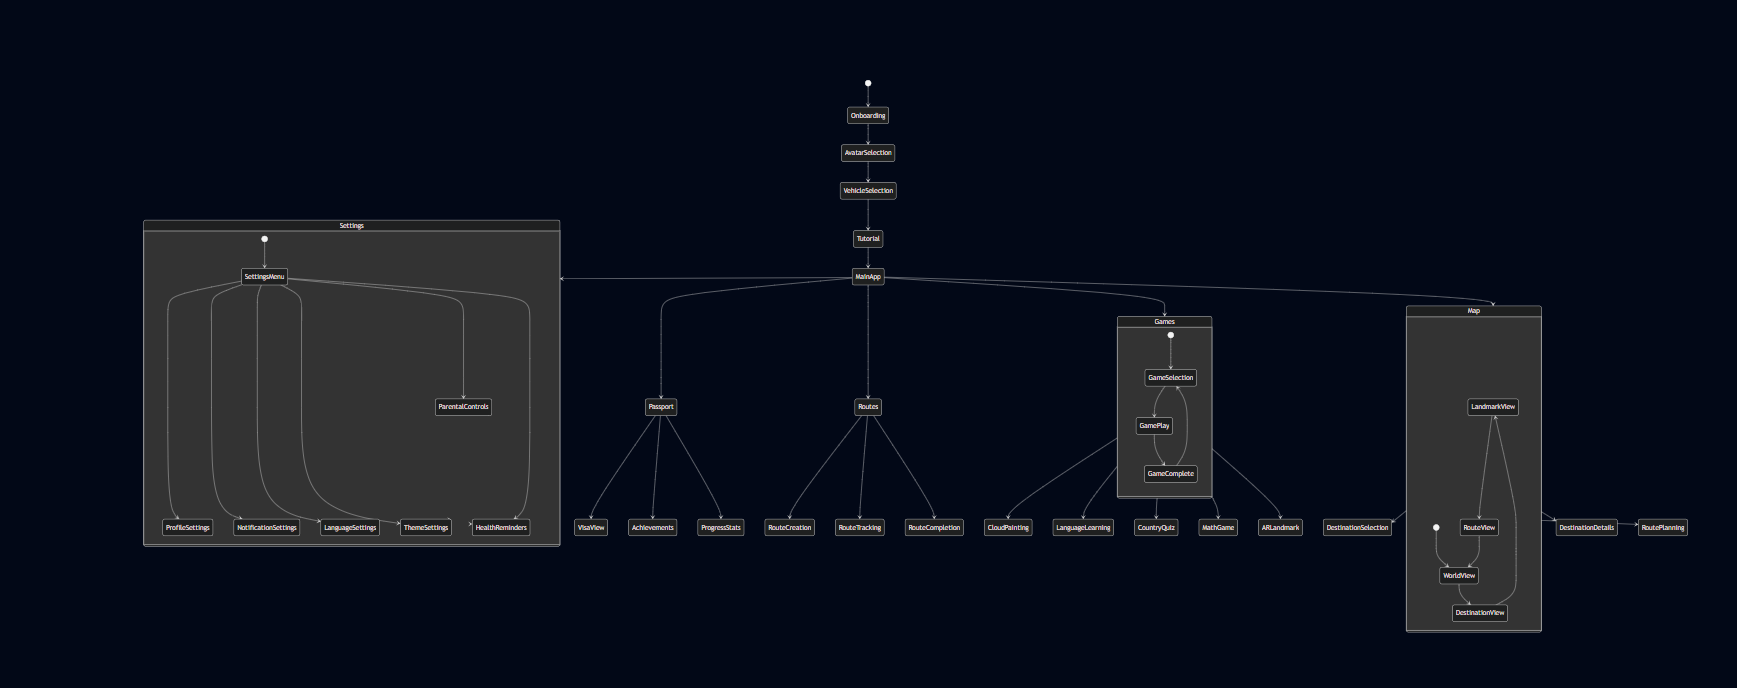 Onboarding
AvatarSelection
VehicleSelection
Settings
Tutorial
SettingsMenu
MainApp
Map
Games
GameSelection
ParentalControls
Passport
Routes
LandmarkView
GamePlay
GameComplete
ProfileSettings
NotificationSettings
LanguageSettings
ThemeSettings
HealthReminders
VisaView
Achievements
ProgressStats
RouteCreation
RouteTracking
RouteCompletion
CloudPainting
LanguageLearning
CountryQuiz
MathGame
ARLandmark
DestinationSelection
RouteView
DestinationDetails
RoutePlanning
WorldView
DestinationView